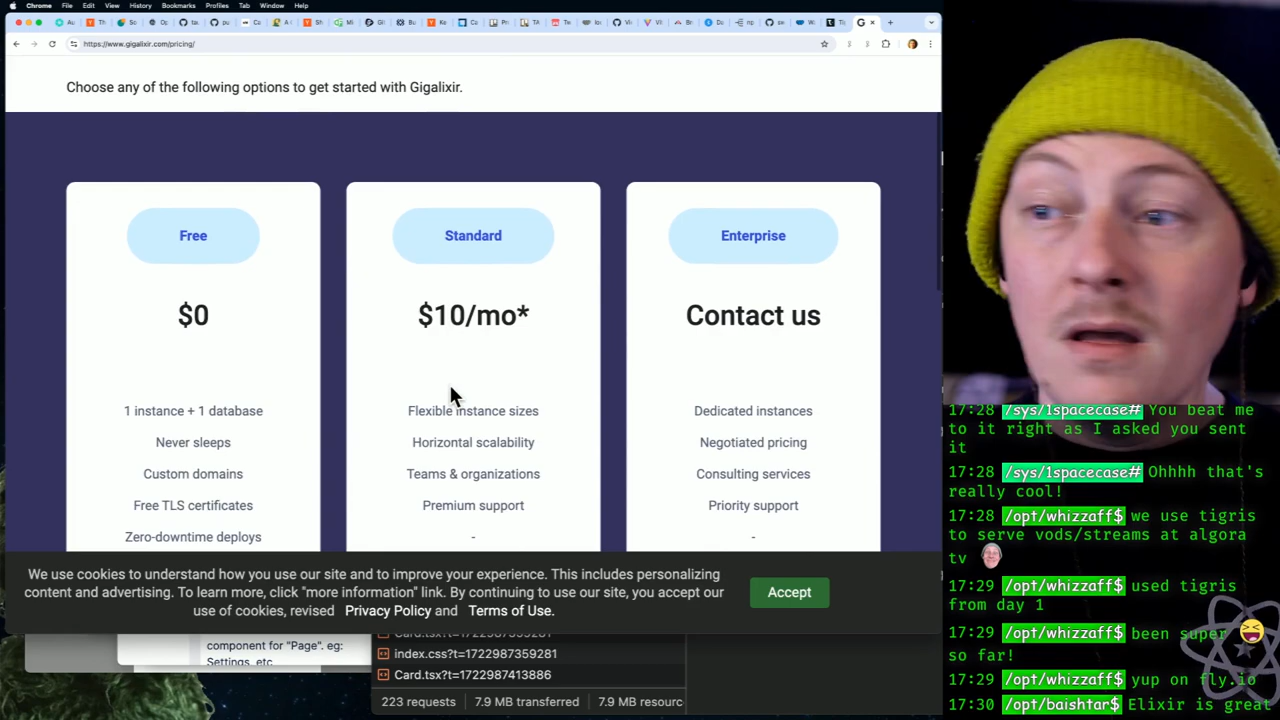 Chrome File Edit View History Bookmarks Profiles Tab Window Help
https://www.gigalixir.com/pricing/
Choose any of the following options to get started with Gigalixir.
Free
Standard
Enterprise
$0
$10/mo*
Contact us
1 instance + 1 database
Flexible instance sizes
Dedicated instances
Never sleeps
Horizontal scalability
Negotiated pricing
Custom domains
Teams & organizations
Consulting services
Free TLS certificates
Premium support
Priority support
Zero-downtime deploys
-
-
We use cookies to understand how you use our site and to improve your experience. This includes personalizing
content and advertising. To learn more, click "more information" link. By continuing to use our site, you accept our
use of cookies, revised Privacy Policy and Terms of Use.
Accept
component for "Page". eg:
Settings, etc
index.css?t=1722987359281
Card.tsx?t=1722987413886
223 requests 7.9 MB transferred 7.9 MB resourc
17:28 /sys/1spacecase# You beat me
to it right as I asked you sent
it
17:28 /sys/1spacecase# Ohhhh that's
really cool!
17:28 /opt/whizzaff$ we use tigris
to serve vods/streams at algora
tv
17:29 /opt/whizzaff$ used tigris
from day 1
17:29 /opt/whizzaff$ been super
so far!
17:29 /opt/whizzaff$ yup on fly.io
17:30 /opt/baishtar$ Elixir is great